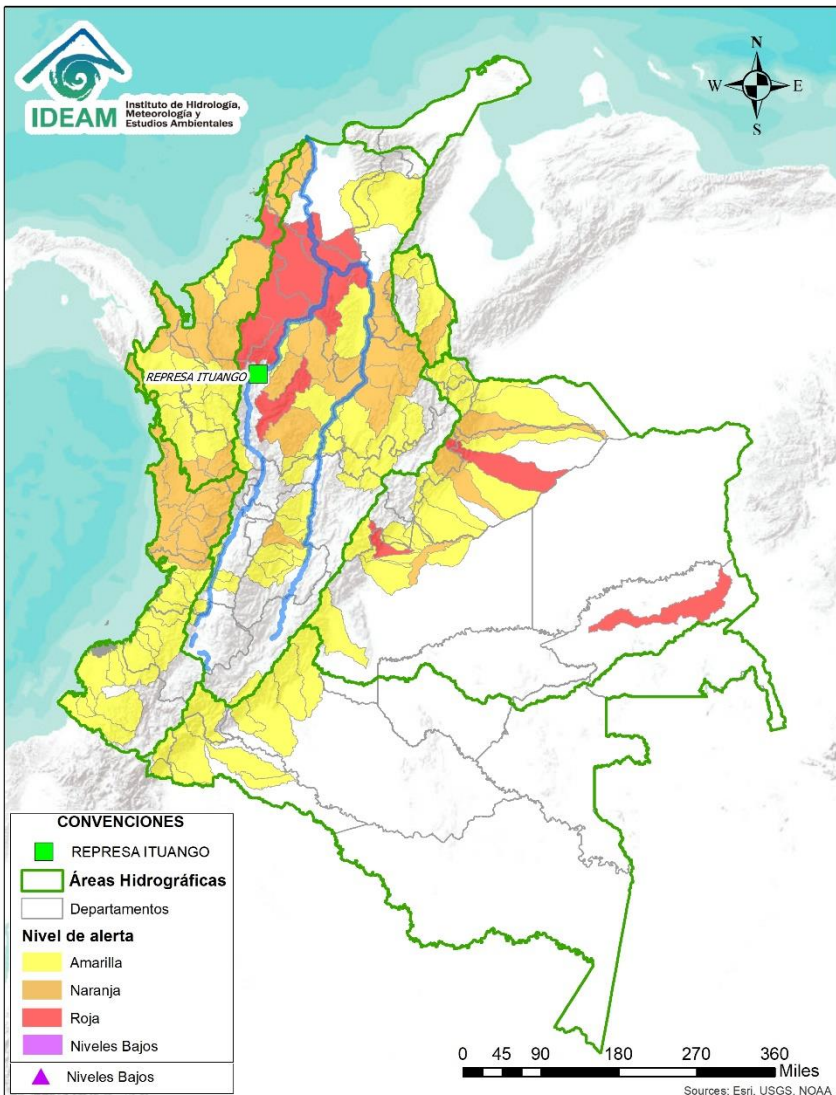 IDEAM
Instituto de Hidrología,
Meteorología y
Estudios Ambientales
N
W E
S
REPRESA ITUANGO
CONVENCIONES
REPRESA ITUANGO
Áreas Hidrográficas
Departamentos
Nivel de alerta
Amarilla
Naranja
Roja
Niveles Bajos
Niveles Bajos
0 45 90 180 270 360
Miles
Sources: Esri, USGS, NOAA